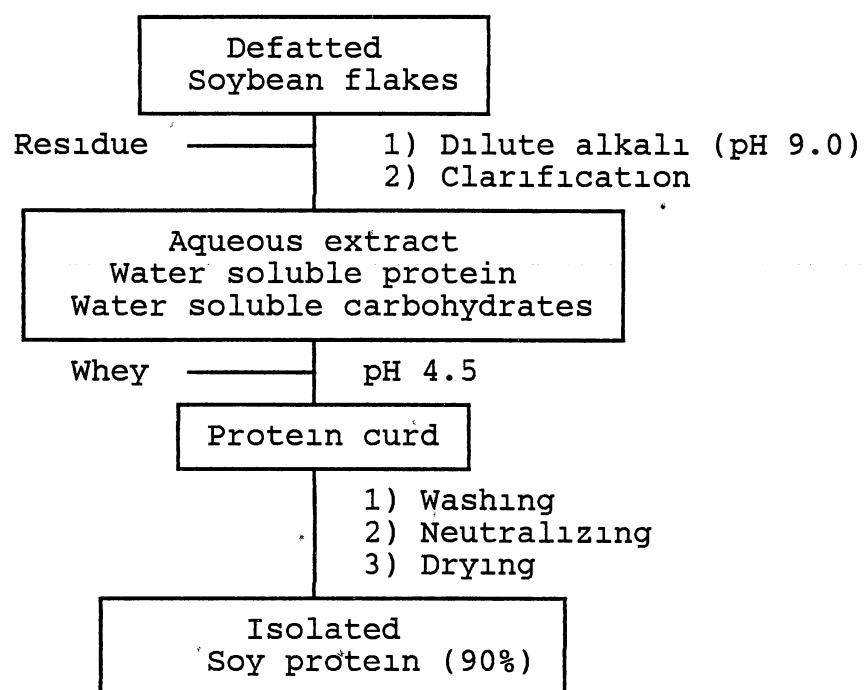 Defatted
Soybean flakes
Residue
1) Dilute alkali (pH 9.0)
2) Clarification
Aqueous extract
Water soluble protein
Water soluble carbohydrates
Whey
pH 4.5
Protein curd
1) Washing
2) Neutralizing
3) Drying
Isolated
Soy protein (90%)